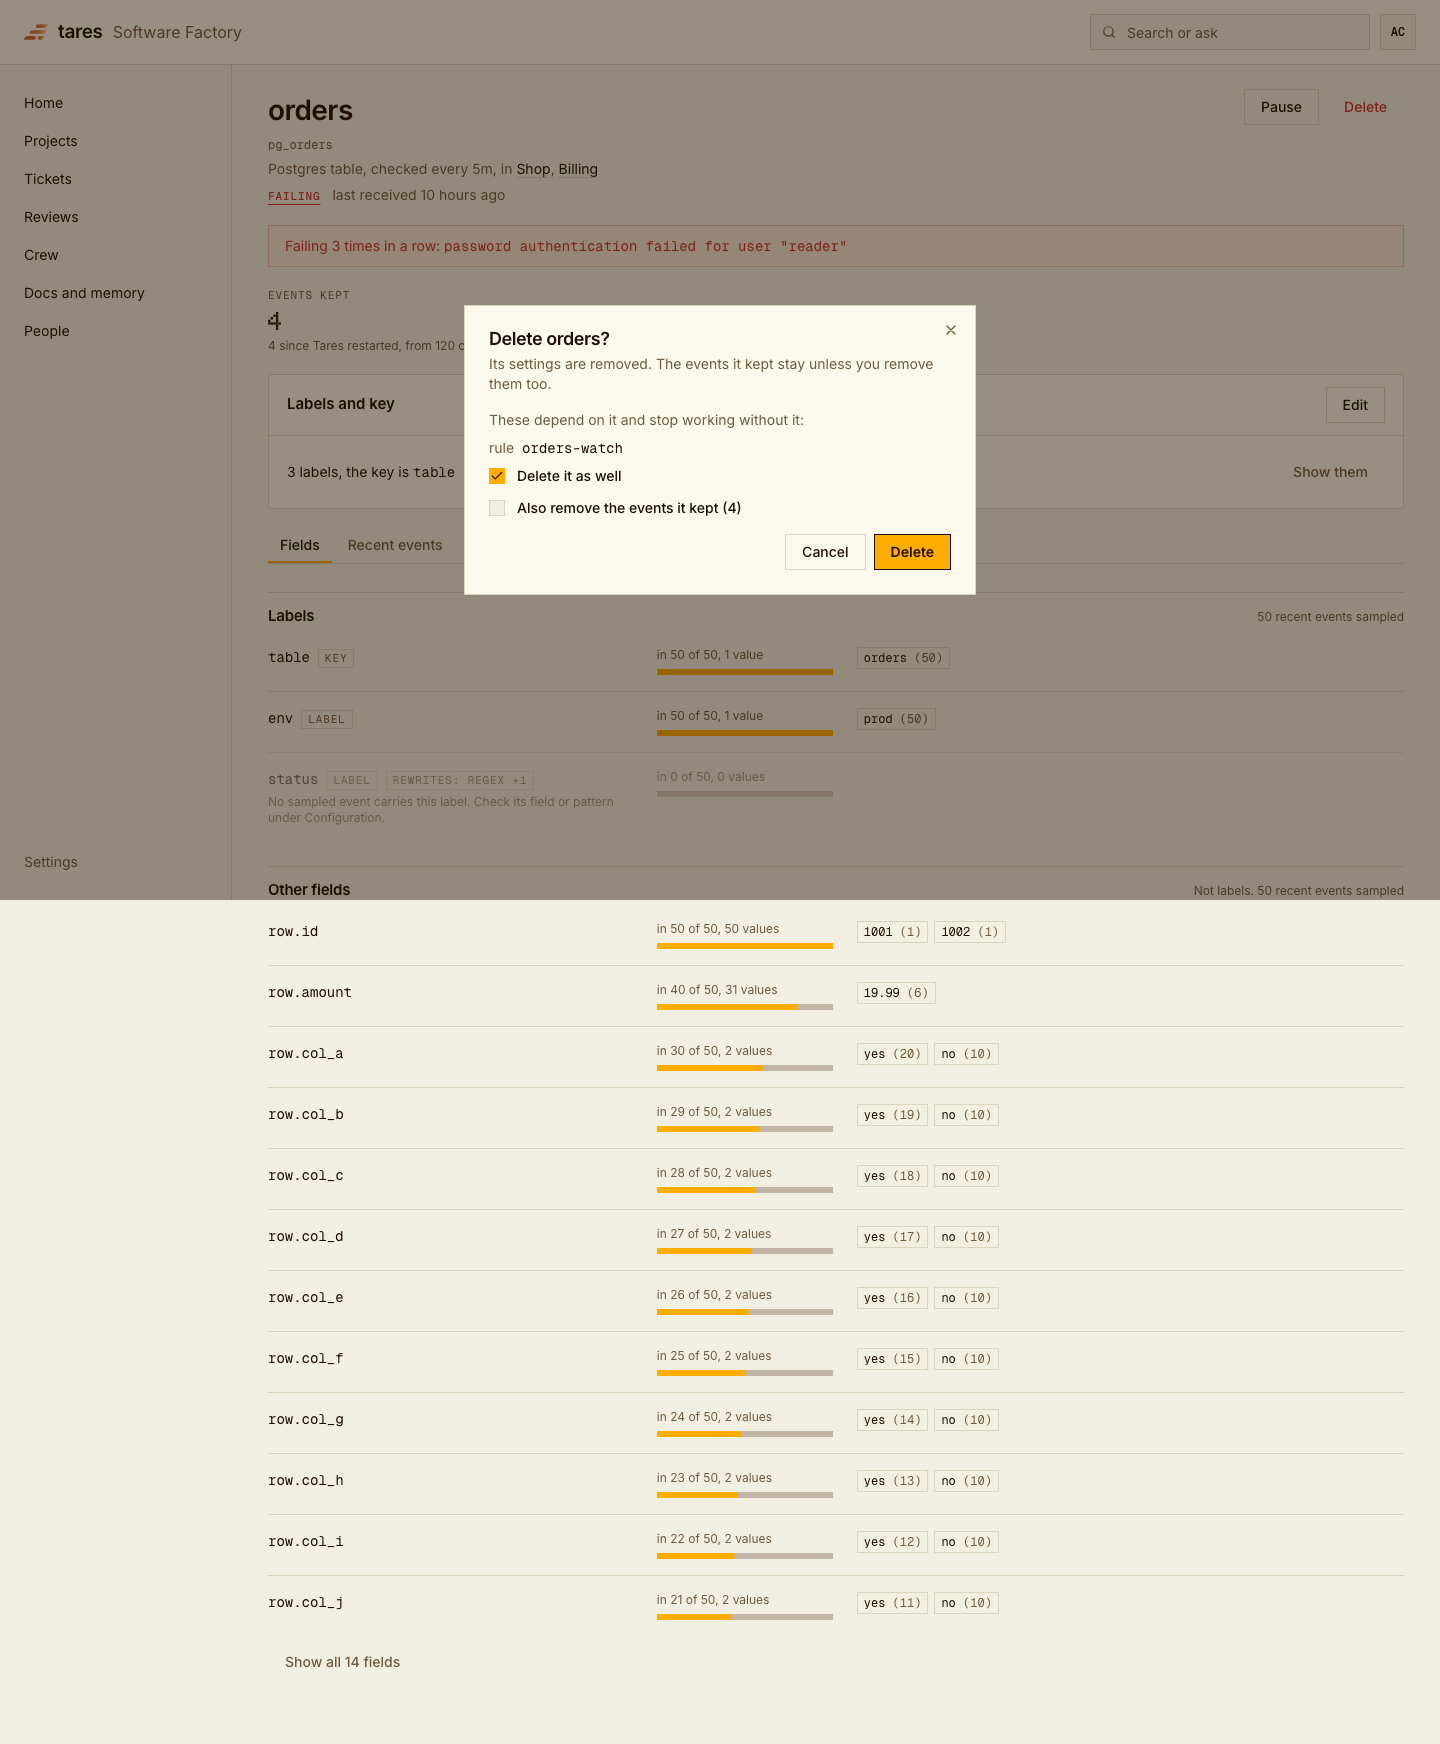 tares Software Factory
Search or ask
AC
Home
Projects
Tickets
Reviews
Crew
Docs and memory
People
Settings
orders
Pause
Delete
pg_orders
Postgres table, checked every 5m, in Shop, Billing
FAILING last received 10 hours ago
Failing 3 times in a row: password authentication failed for user "reader"
EVENTS KEPT
4
4 since Tares restarted, from 120
Labels and key
Edit
3 labels, the key is table
Show them
Fields
Recent events
Delete orders?
Its settings are removed. The events it kept stay unless you remove
them too.
These depend on it and stop working without it:
rule orders-watch
Delete it as well
Also remove the events it kept (4)
Cancel
Delete
Labels
50 recent events sampled
table KEY
in 50 of 50, 1 value
orders (50)
env LABEL
in 50 of 50, 1 value
prod (50)
status LABEL REWRITES: REGEX +1
in 0 of 50, 0 values
No sampled event carries this label. Check its field or pattern
under Configuration.
Other fields
Not labels. 50 recent events sampled
row.id
in 50 of 50, 50 values
1001 (1) 1002 (1)
row.amount
in 40 of 50, 31 values
19.99 (6)
row.col_a
in 30 of 50, 2 values
yes (20) no (10)
row.col_b
in 29 of 50, 2 values
yes (19) no (10)
row.col_c
in 28 of 50, 2 values
yes (18) no (10)
row.col_d
in 27 of 50, 2 values
yes (17) no (10)
row.col_e
in 26 of 50, 2 values
yes (16) no (10)
row.col_f
in 25 of 50, 2 values
yes (15) no (10)
row.col_g
in 24 of 50, 2 values
yes (14) no (10)
row.col_h
in 23 of 50, 2 values
yes (13) no (10)
row.col_i
in 22 of 50, 2 values
yes (12) no (10)
row.col_j
in 21 of 50, 2 values
yes (11) no (10)
Show all 14 fields